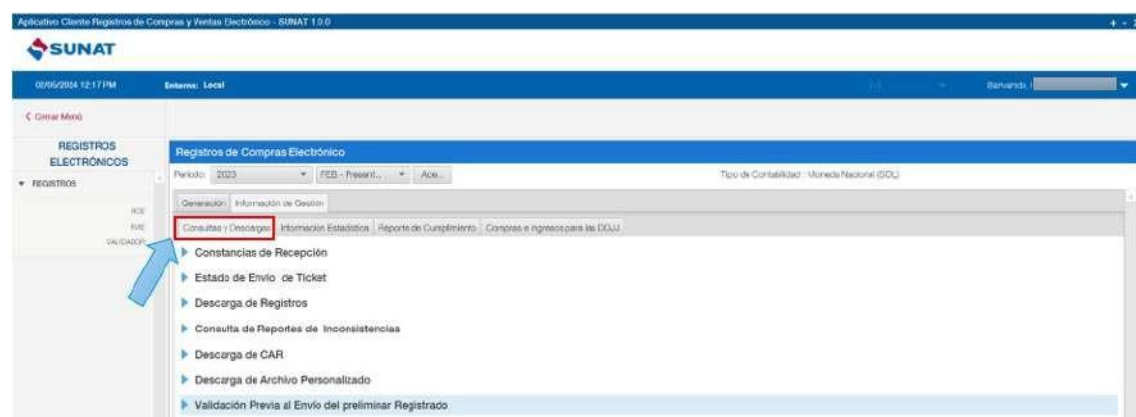 Aplicativo Cliente Registros de Compras y Ventas Electrónico - SUNAT 1.0.0
SUNAT
02/05/2024 12:17 PM Entorno: Local Bienvenido,
Cerrar Menú
REGISTROS ELECTRÓNICOS
Registros de Compras Electrónico
Periodo: 2023 FEB - Present... Ace... Tipo de Contabilidad : Moneda Nacional (SOL)
REGISTROS
Generación Información de Gestión
RCE
RVIE
VALIDADOR
Consultas y Descargas Información Estadística Reporte de Cumplimiento Compras e ingresos para las DDJJ
Constancias de Recepción
Estado de Envío de Ticket
Descarga de Registros
Consulta de Reportes de Inconsistencias
Descarga de CAR
Descarga de Archivo Personalizado
Validación Previa al Envío del preliminar Registrado